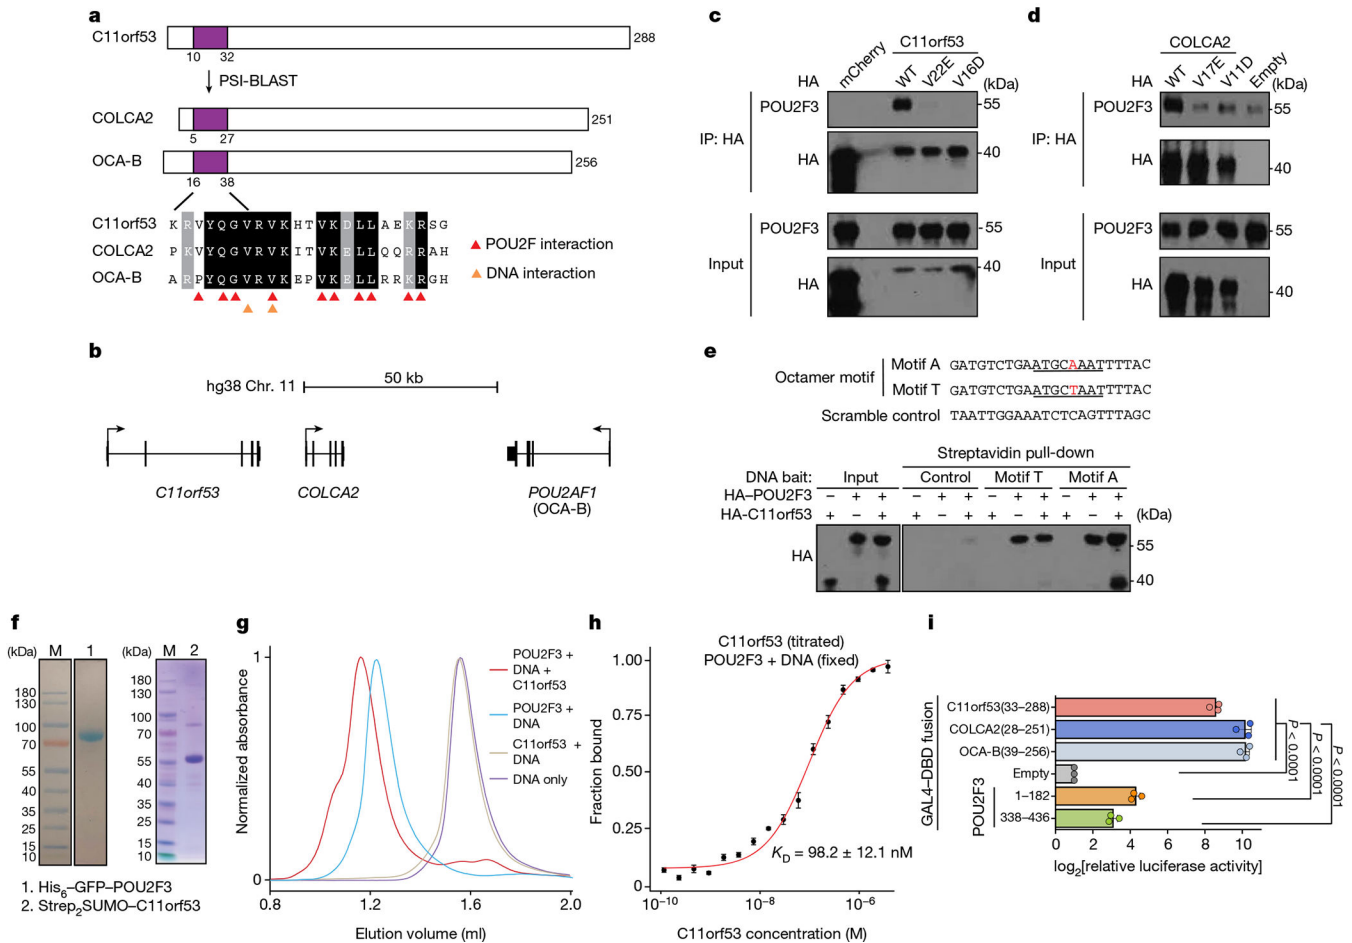 a
C11orf53
288
10 32
PSI-BLAST
COLCA2
251
5 27
OCA-B
256
16 38
C11orf53 K R V Y Q G V R V K H T V K D L L A E K R S G
COLCA2 P K V Y Q G V R V K I T V K E L L Q Q R R A H
OCA-B A R P Y Q G V R V K E P V K E L L R R K R G H
POU2F interaction
DNA interaction
b
hg38 Chr. 11
50 kb
C11orf53
COLCA2
POU2AF1
(OCA-B)
c
C11orf53
HA mCherry WT V22E V16D (kDa)
IP: HA
POU2F3
55
HA
40
Input
POU2F3
55
HA
40
d
COLCA2
HA WT V17E V11D Empty (kDa)
IP: HA
POU2F3
55
HA
40
Input
POU2F3
55
HA
40
e
Octamer motif
Motif A GATGTCTGAATGCAAATTTTAC
Motif T GATGTCTGAATGCTAATTTTAC
Scramble control TAATTGGAAATCTCAGTTTAGC
Streptavidin pull-down
DNA bait: Input Control Motif T Motif A
HA–POU2F3 – + + – + + – + + – + +
HA-C11orf53 + – + + – + + – + + – + (kDa)
HA
55
40
f
(kDa) M 1
180
130
100
70
55
40
35
25
15
10
(kDa) M 2
180
130
100
70
55
40
35
25
15
10
1. His6–GFP–POU2F3
2. Strep2SUMO–C11orf53
g
Normalized absorbance
1
0
0.8 1.2 1.6 2.0
Elution volume (ml)
POU2F3 +
DNA +
C11orf53
POU2F3 +
DNA
C11orf53 +
DNA
DNA only
h
C11orf53 (titrated)
POU2F3 + DNA (fixed)
Fraction bound
1.00
0.75
0.50
0.25
0
KD = 98.2 ± 12.1 nM
10–10 10–8 10–6
C11orf53 concentration (M)
i
GAL4–DBD fusion
C11orf53(33–288)
COLCA2(28–251)
OCA-B(39–256)
Empty
POU2F3
1–182
338–436
P < 0.0001
P < 0.0001
P < 0.0001
0 2 4 6 8 10
log2[relative luciferase activity]